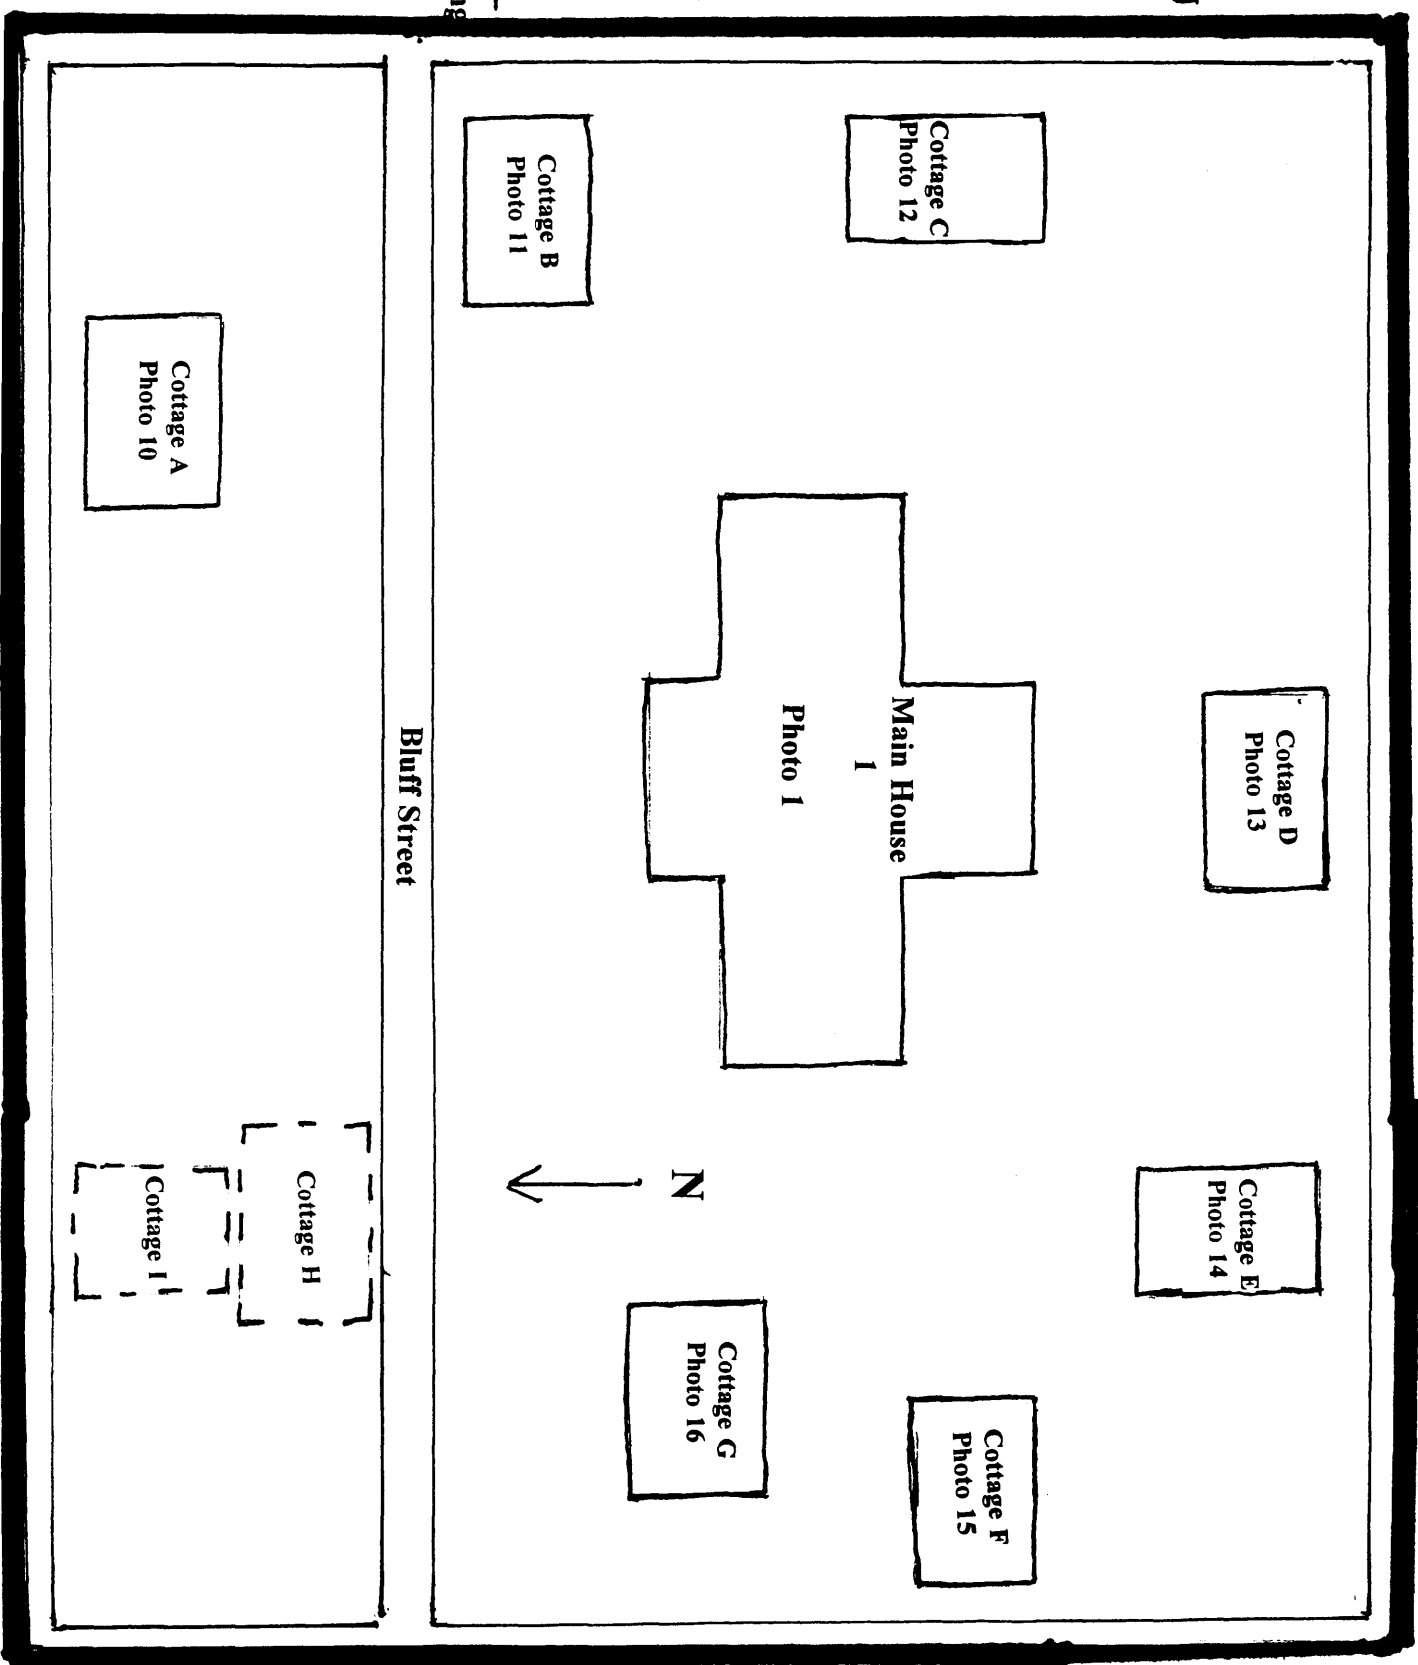 Cottage D
Photo 13
Cottage E
Photo 14
Cottage C
Photo 12
Cottage F
Photo 15
Main House
1
Photo 1
Cottage G
Photo 16
N
Cottage B
Photo 11
Bluff Street
Cottage H
Cottage A
Photo 10
Cottage I